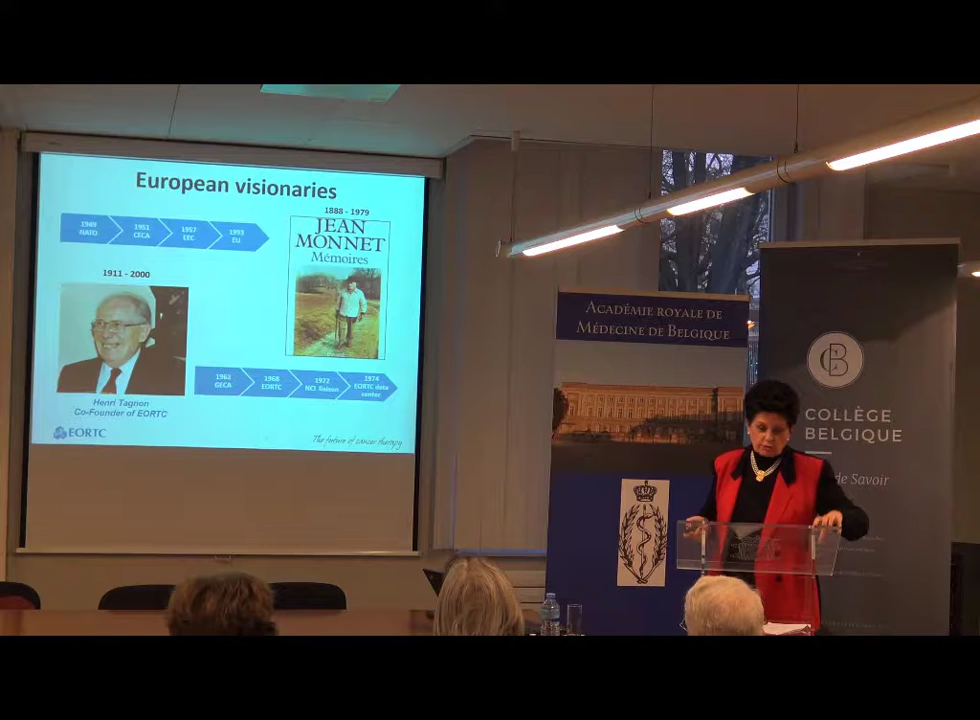 European visionaries
1949
NATO
1951
CECA
1957
EEC
1993
EU
1888 - 1979
JEAN
MONNET
Mémoires
1911 - 2000
Henri Tagnon
Co-Founder of EORTC
1962
GECA
1968
EORTC
1972
NCI liaison
1974
EORTC data
center
EORTC
The future of cancer therapy
ACADÉMIE ROYALE DE
MÉDECINE DE BELGIQUE
CB
COLLÈGE
BELGIQUE
de Savoir